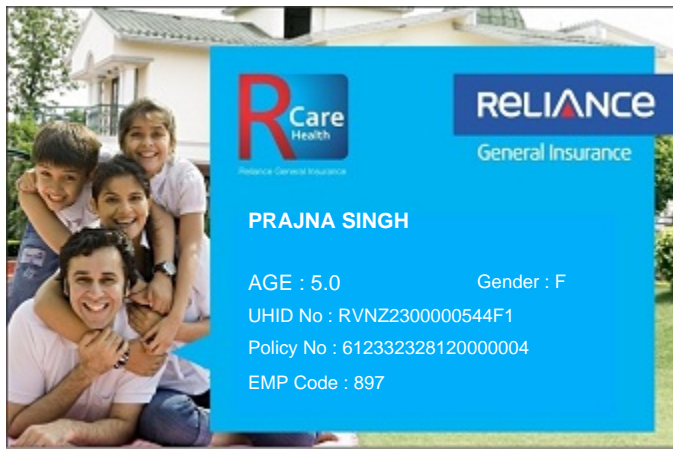 R Care
Health
Reliance General Insurance
RELIANCE
General Insurance
PRAJNA SINGH
AGE : 5.0 Gender : F
UHID No : RVNZ2300000544F1
Policy No : 612332328120000004
EMP Code : 897